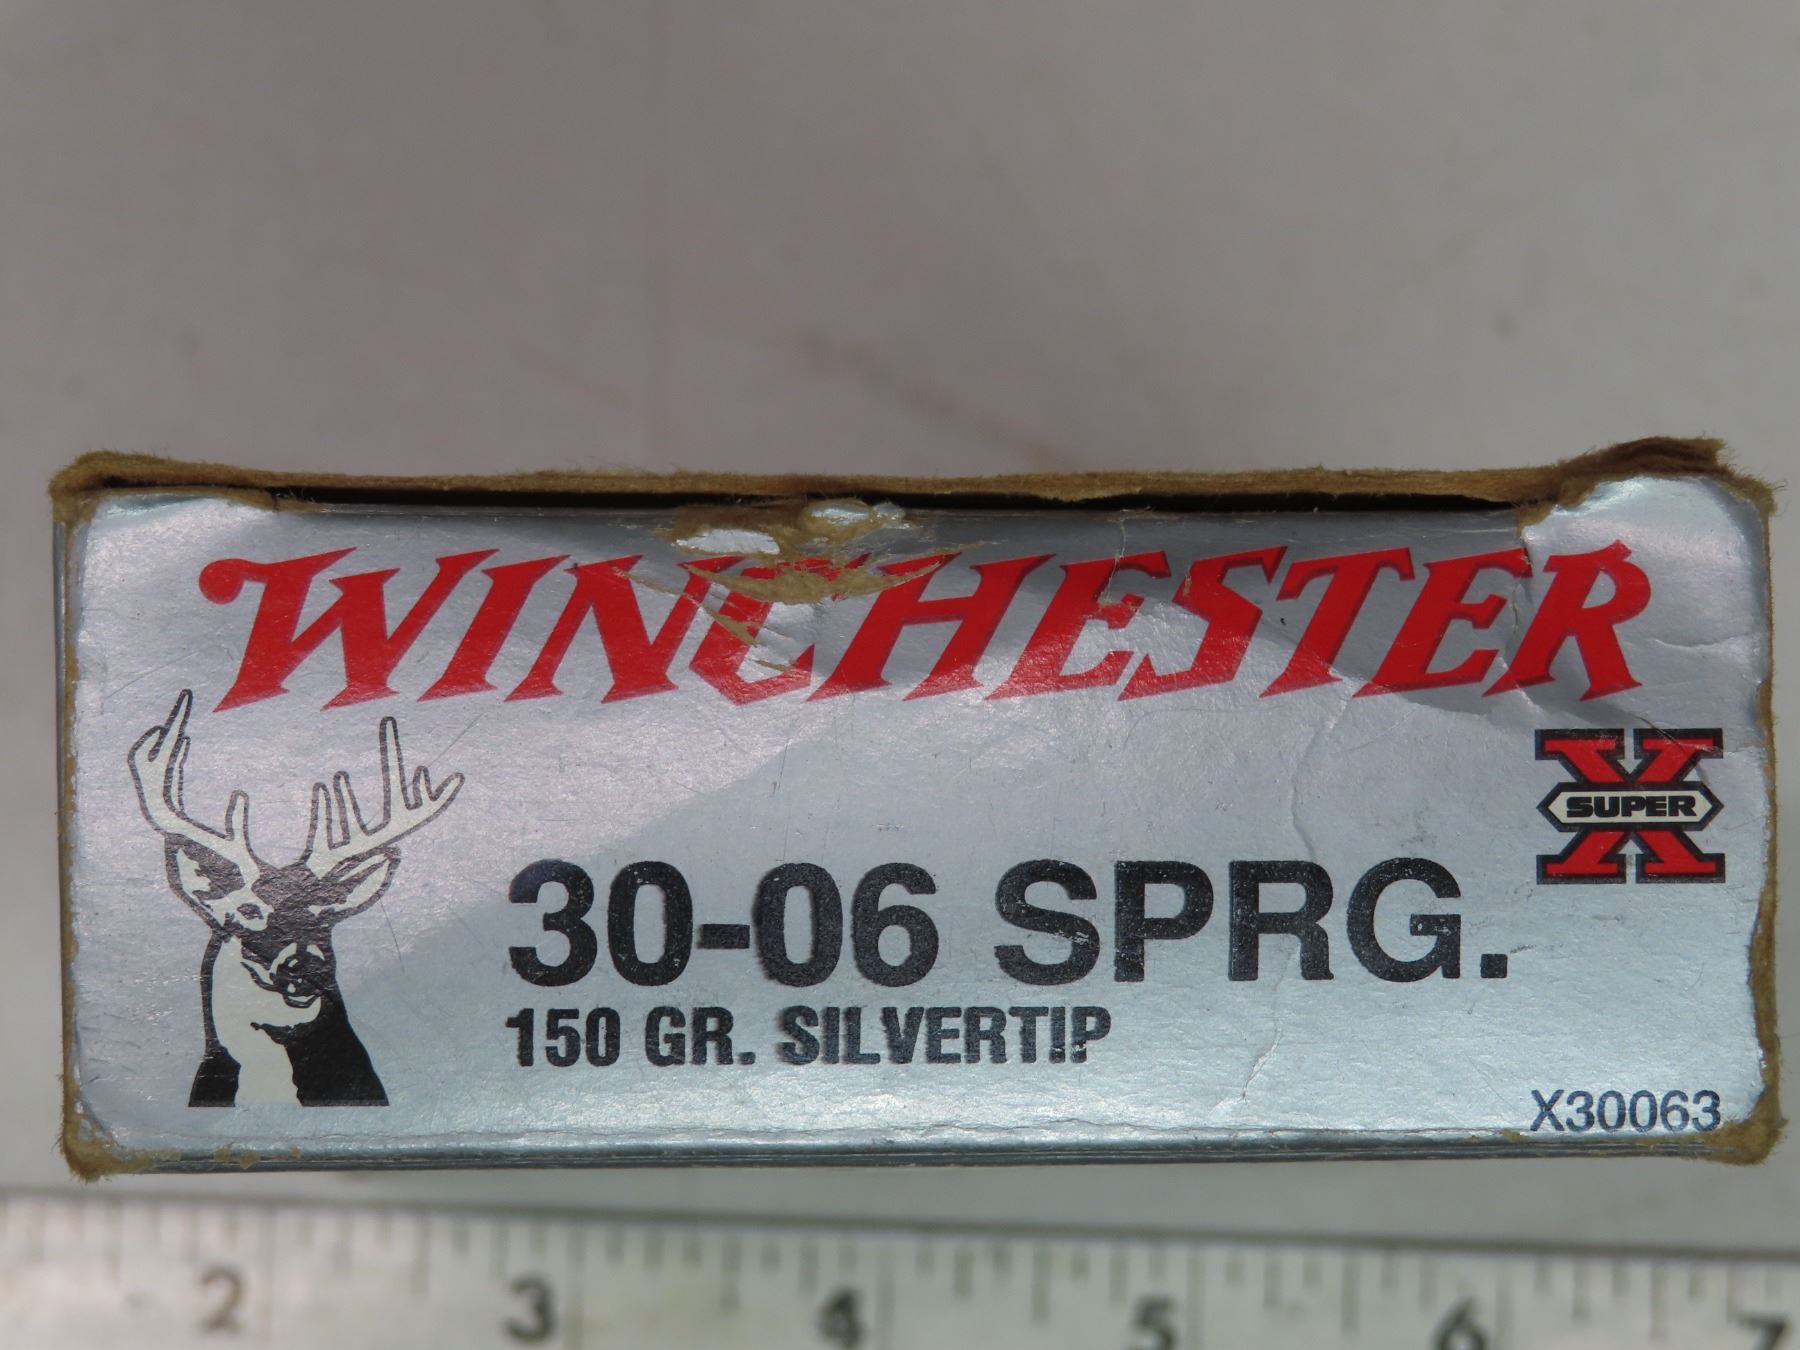 WINCHESTER
X
SUPER
30-06 SPRG.
150 GR. SILVERTIP
X30063
2 3 4 5 6 7